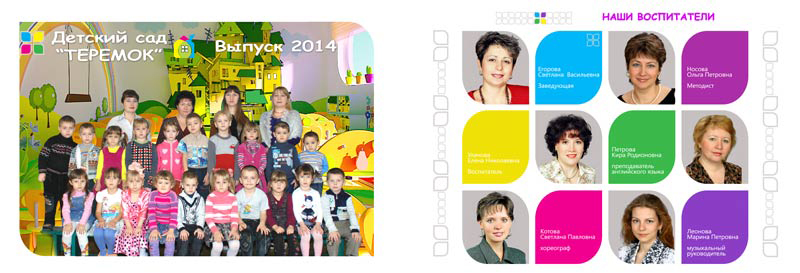 Детский сад
"ТЕРЕМОК"
Выпуск 2014
НАШИ ВОСПИТАТЕЛИ
Егорова
Светлана Васильевна
Заведующая
Носова
Ольга Петровна
Методист
Елена Николаевна
Воспитатель
Петрова
Кира Родионовна
преподаватель
английского языка
Котова
Светлана Павловна
хореограф
Леонова
Марина Петровна
музыкальный
руководитель